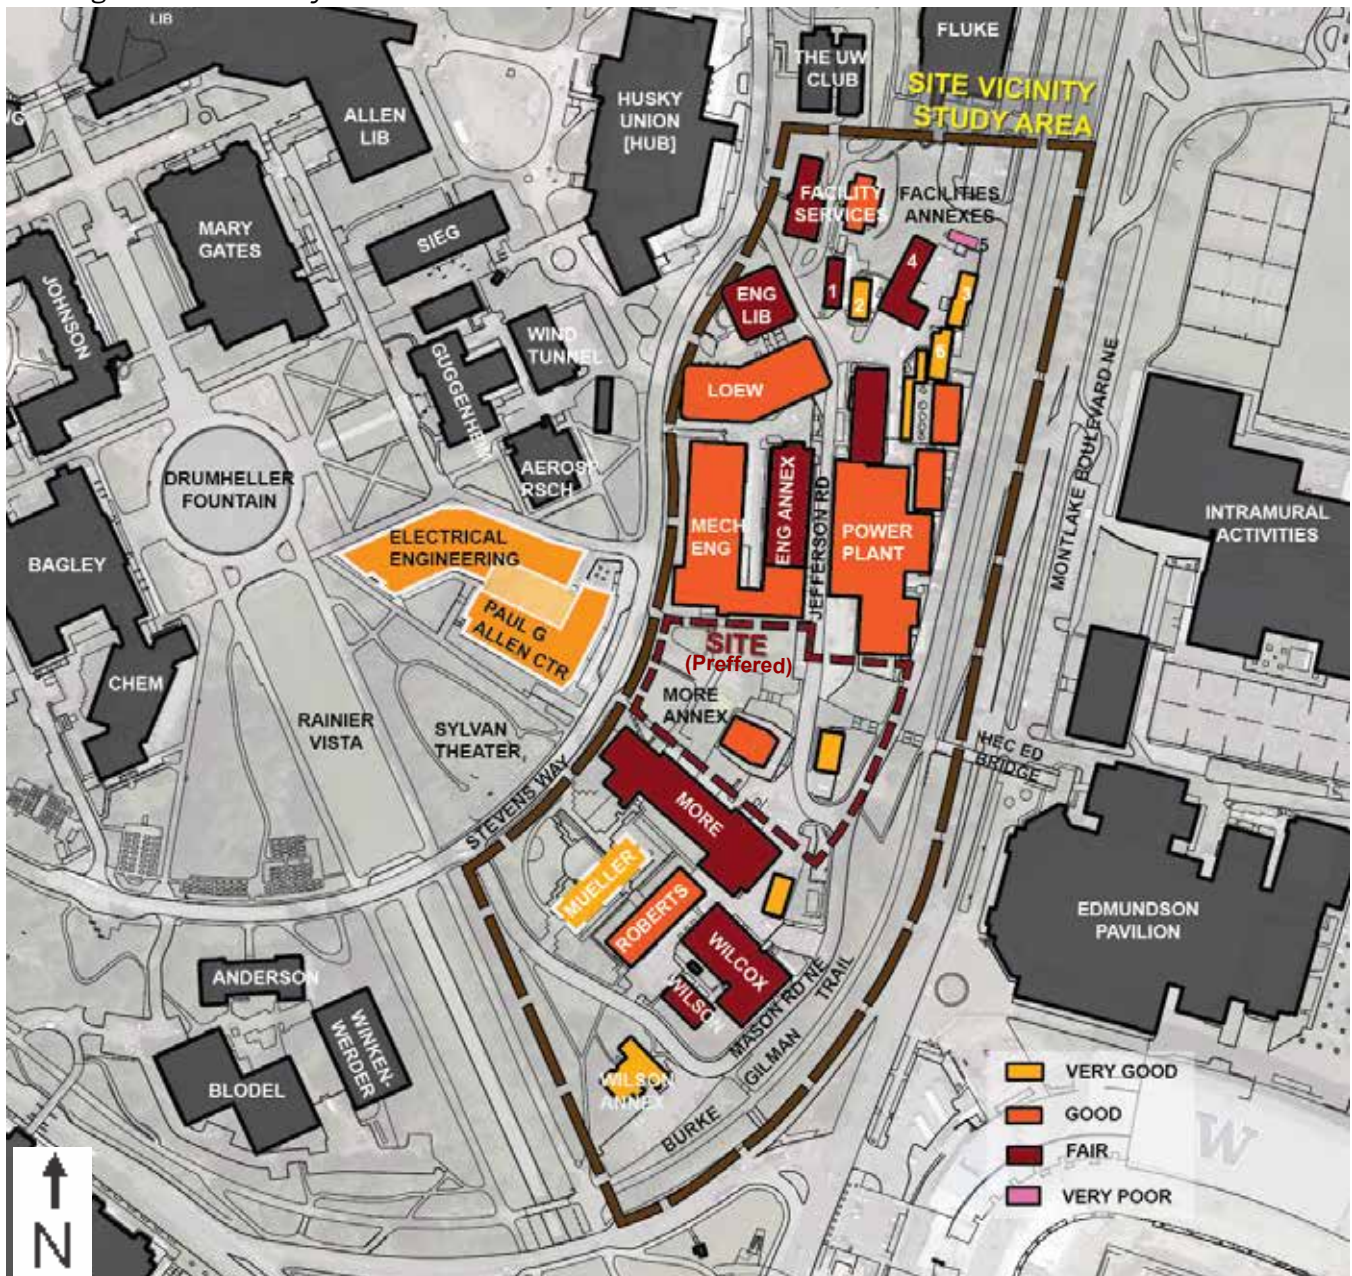 LIB
FLUKE
THE UW
CLUB
SITE VICINITY
STUDY AREA
ALLEN
LIB
HUSKY
UNION
[HUB]
MARY
GATES
SIEG
FACILITY
SERVICES
FACILITIES
ANNEXES
5
4
1
2
3
6
JOHNSON
ENG
LIB
WIND
TUNNEL
GUGGENHEIM
LOEW
MONTLAKE BOULEVARD NE
DRUMHELLER
FOUNTAIN
AEROSP
RSCH
ENG ANNEX
JEFFERSON RD
MECH
ENG
POWER
PLANT
INTRAMURAL
ACTIVITIES
ELECTRICAL
ENGINEERING
BAGLEY
PAUL G
ALLEN CTR
SITE
(Preffered)
CHEM
MORE
ANNEX
RAINIER
VISTA
SYLVAN
THEATER
HEC ED
BRIDGE
STEVENS WAY
MORE
MUELLER
ROBERTS
EDMUNDSON
PAVILION
WILCOX
WILSON
MASON RD NE
ANDERSON
WINKEN-
WERDER
BLODEL
WILSON
ANNEX
BURKE GILMAN TRAIL
VERY GOOD
GOOD
FAIR
VERY POOR
W
N